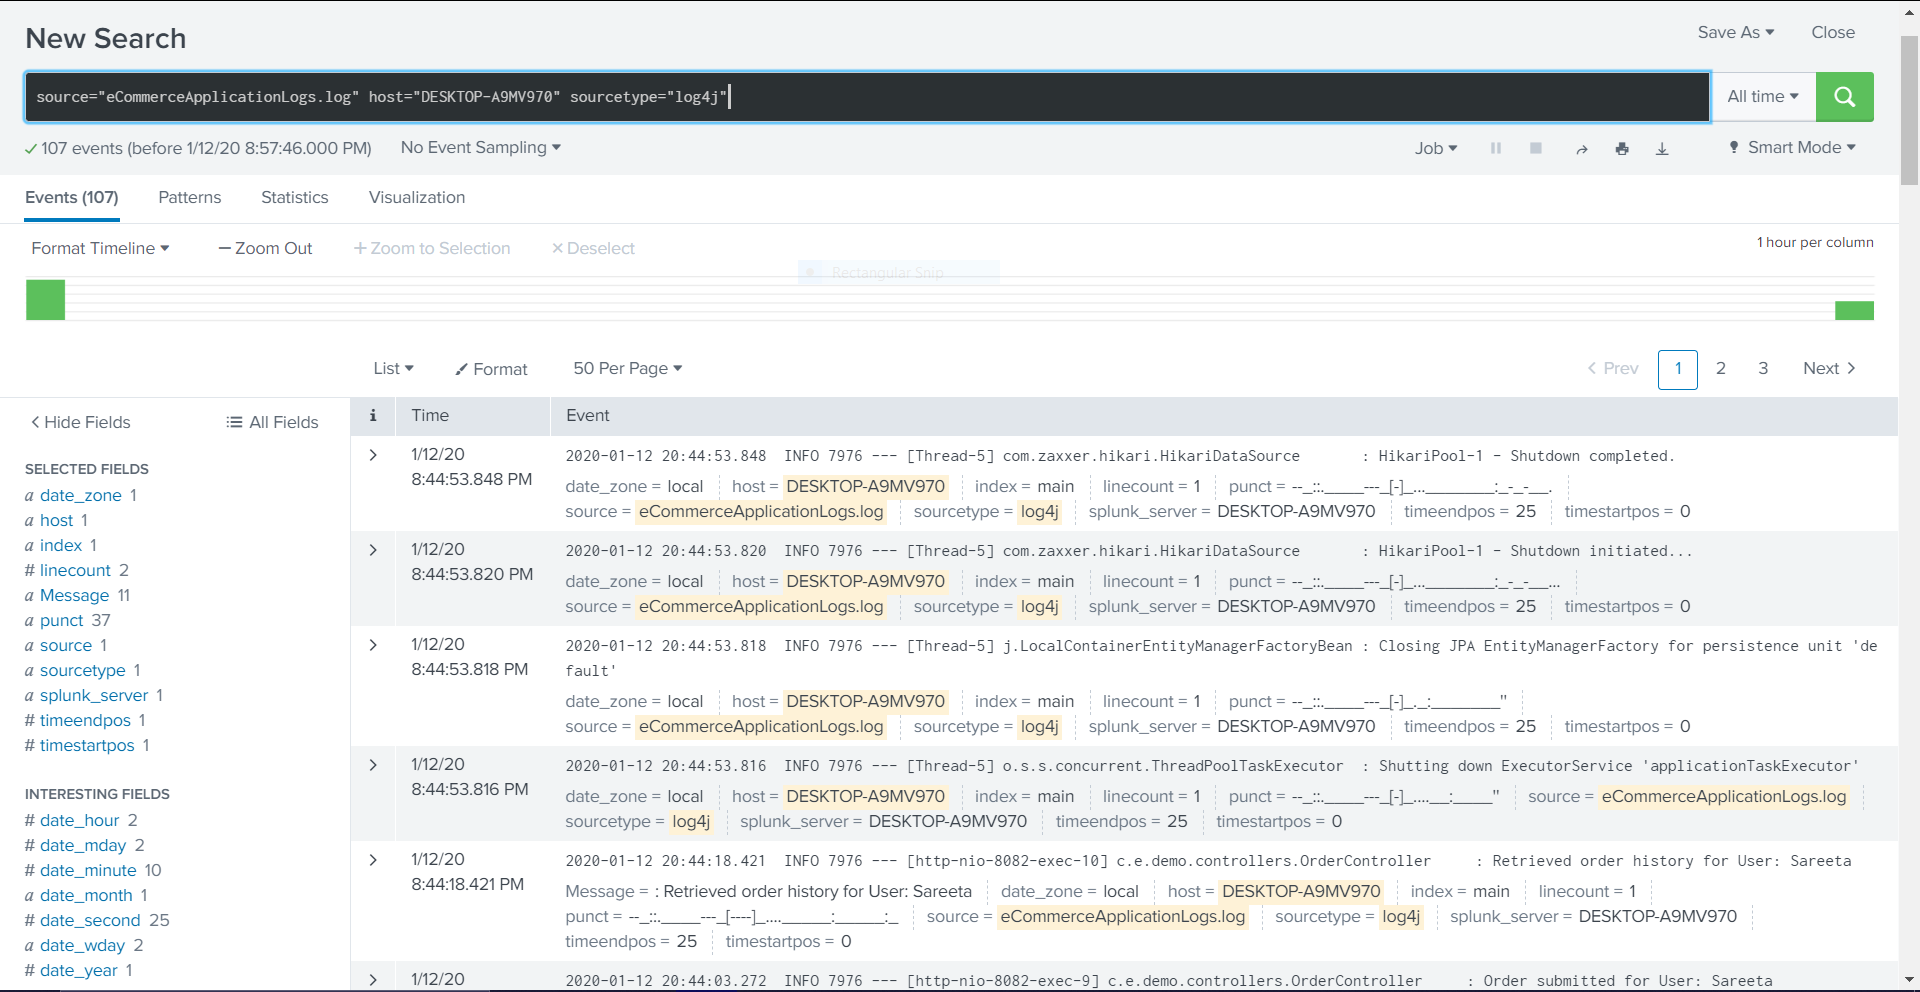 New Search
Save As
Close
source="eCommerceApplicationLogs.log" host="DESKTOP-A9MV970" sourcetype="log4j"
All time
107 events (before 1/12/20 8:57:46.000 PM)
No Event Sampling
Job
Smart Mode
Events (107)
Patterns
Statistics
Visualization
Format Timeline
— Zoom Out
+ Zoom to Selection
× Deselect
1 hour per column
Rectangular Snip
List
Format
50 Per Page
< Prev
1
2
3
Next >
< Hide Fields
All Fields
SELECTED FIELDS
a date_zone 1
a host 1
a index 1
# linecount 2
a Message 11
a punct 37
a source 1
a sourcetype 1
a splunk_server 1
# timeendpos 1
# timestartpos 1
INTERESTING FIELDS
# date_hour 2
# date_mday 2
# date_minute 10
a date_month 1
# date_second 25
a date_wday 2
# date_year 1
i
Time
Event
1/12/20
8:44:53.848 PM
2020-01-12 20:44:53.848  INFO 7976 --- [Thread-5] com.zaxxer.hikari.HikariDataSource       : HikariPool-1 - Shutdown completed.
date_zone = local host = DESKTOP-A9MV970 index = main linecount = 1 punct = --_::._____---_[-]_...________:_-_-__.
source = eCommerceApplicationLogs.log sourcetype = log4j splunk_server = DESKTOP-A9MV970 timeendpos = 25 timestartpos = 0
1/12/20
8:44:53.820 PM
2020-01-12 20:44:53.820  INFO 7976 --- [Thread-5] com.zaxxer.hikari.HikariDataSource       : HikariPool-1 - Shutdown initiated...
date_zone = local host = DESKTOP-A9MV970 index = main linecount = 1 punct = --_::._____---_[-]_...________:_-_-__...
source = eCommerceApplicationLogs.log sourcetype = log4j splunk_server = DESKTOP-A9MV970 timeendpos = 25 timestartpos = 0
1/12/20
8:44:53.818 PM
2020-01-12 20:44:53.818  INFO 7976 --- [Thread-5] j.LocalContainerEntityManagerFactoryBean : Closing JPA EntityManagerFactory for persistence unit 'de
fault'
date_zone = local host = DESKTOP-A9MV970 index = main linecount = 1 punct = --_::._____---_[-]_._:________''
source = eCommerceApplicationLogs.log sourcetype = log4j splunk_server = DESKTOP-A9MV970 timeendpos = 25 timestartpos = 0
1/12/20
8:44:53.816 PM
2020-01-12 20:44:53.816  INFO 7976 --- [Thread-5] o.s.s.concurrent.ThreadPoolTaskExecutor  : Shutting down ExecutorService 'applicationTaskExecutor'
date_zone = local host = DESKTOP-A9MV970 index = main linecount = 1 punct = --_::._____---_[-]_....__:____'' source = eCommerceApplicationLogs.log
sourcetype = log4j splunk_server = DESKTOP-A9MV970 timeendpos = 25 timestartpos = 0
1/12/20
8:44:18.421 PM
2020-01-12 20:44:18.421  INFO 7976 --- [http-nio-8082-exec-10] c.e.demo.controllers.OrderController     : Retrieved order history for User: Sareeta
Message = : Retrieved order history for User: Sareeta date_zone = local host = DESKTOP-A9MV970 index = main linecount = 1
punct = --_::._____---_[----]_...._____:_____:_ source = eCommerceApplicationLogs.log sourcetype = log4j splunk_server = DESKTOP-A9MV970
timeendpos = 25 timestartpos = 0
1/12/20
2020-01-12 20:44:03.272  INFO 7976 --- [http-nio-8082-exec-9] c.e.demo.controllers.OrderController     : Order submitted for User: Sareeta